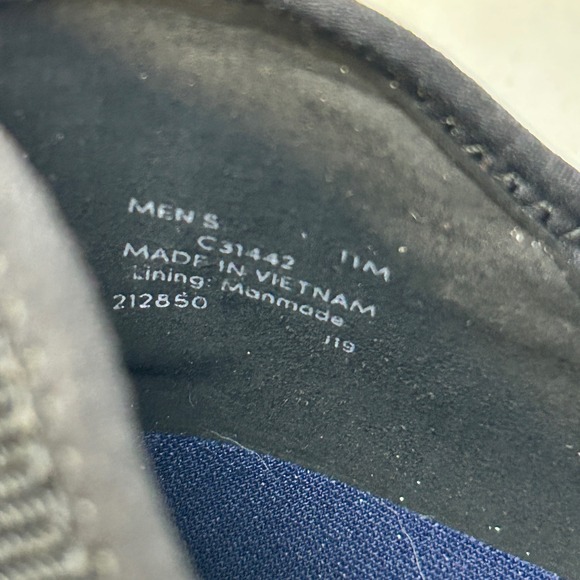 MEN S
C31442 11M
MADE IN VIETNAM
Lining: Manmade
212850 J19